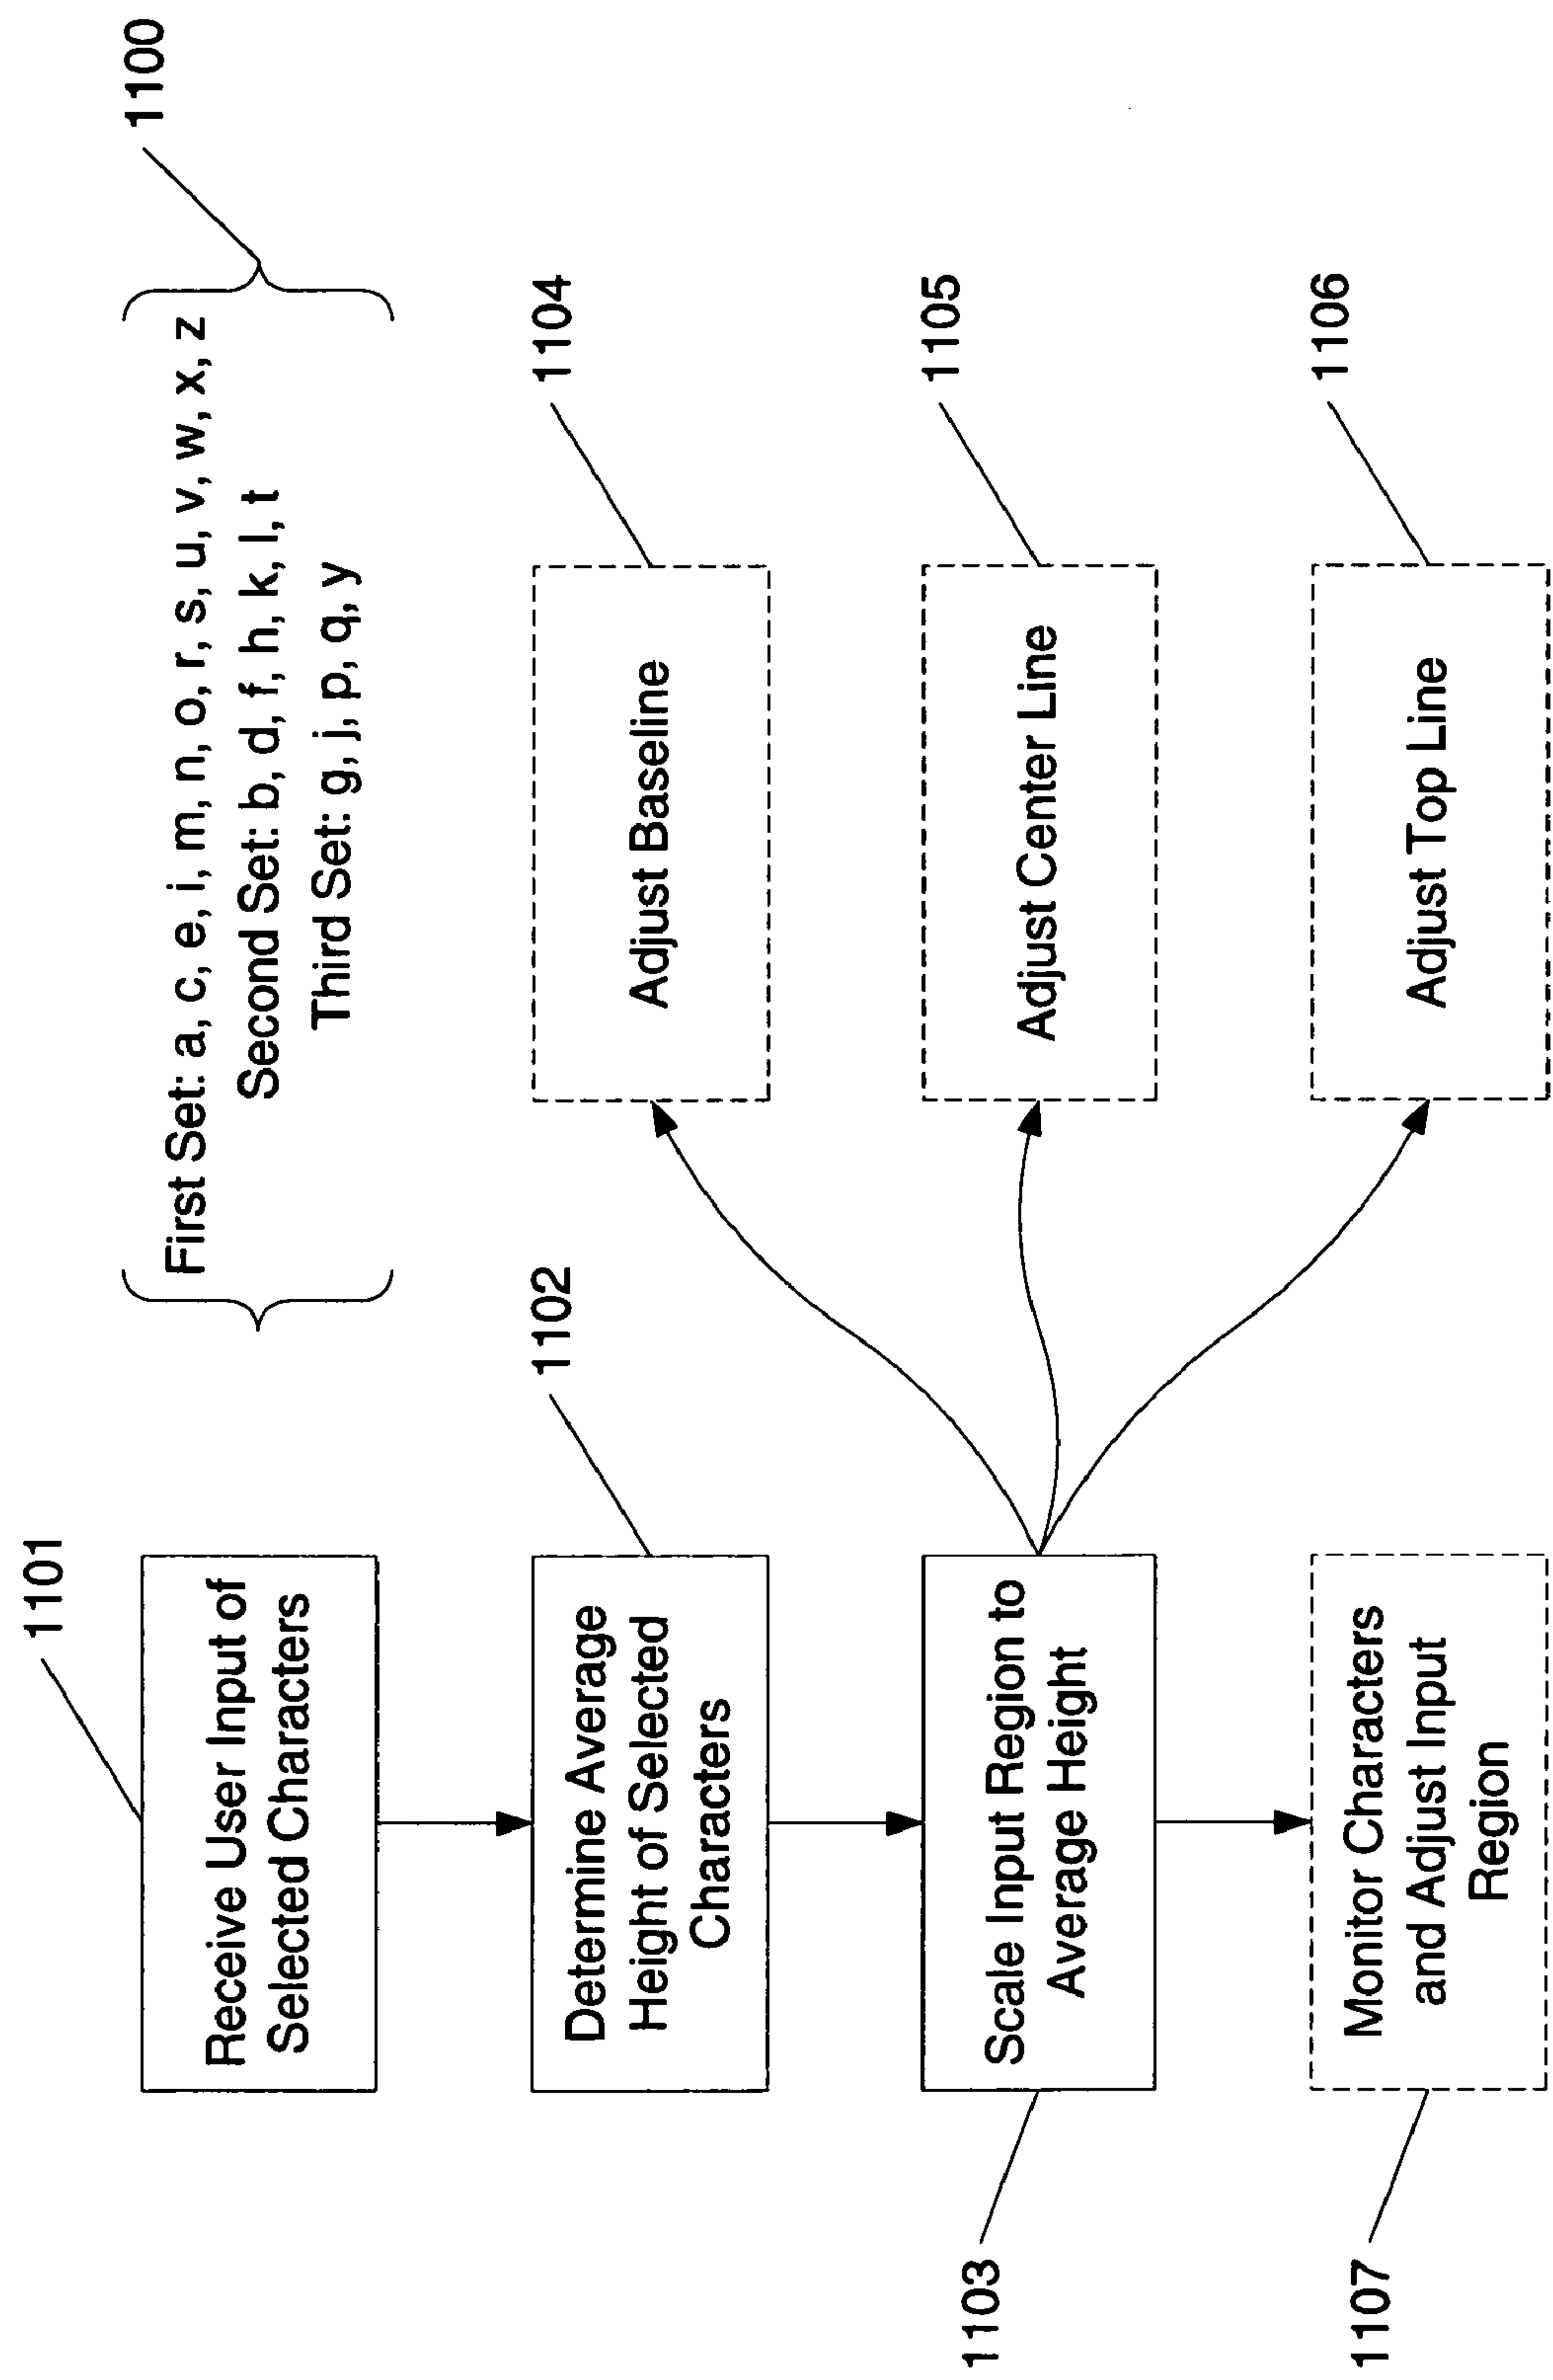 1101
Receive User Input of
Selected Characters
First Set: a, c, e, i, m, n, o, r, s, u, v, w, x, z
Second Set: b, d, f, h, k, l, t
Third Set: g, j, p, q, y
1100
1102
Determine Average
Height of Selected
Characters
Adjust Baseline
1104
1103
Scale Input Region to
Average Height
Adjust Center Line
1105
1107
Monitor Characters
and Adjust Input
Region
Adjust Top Line
1106